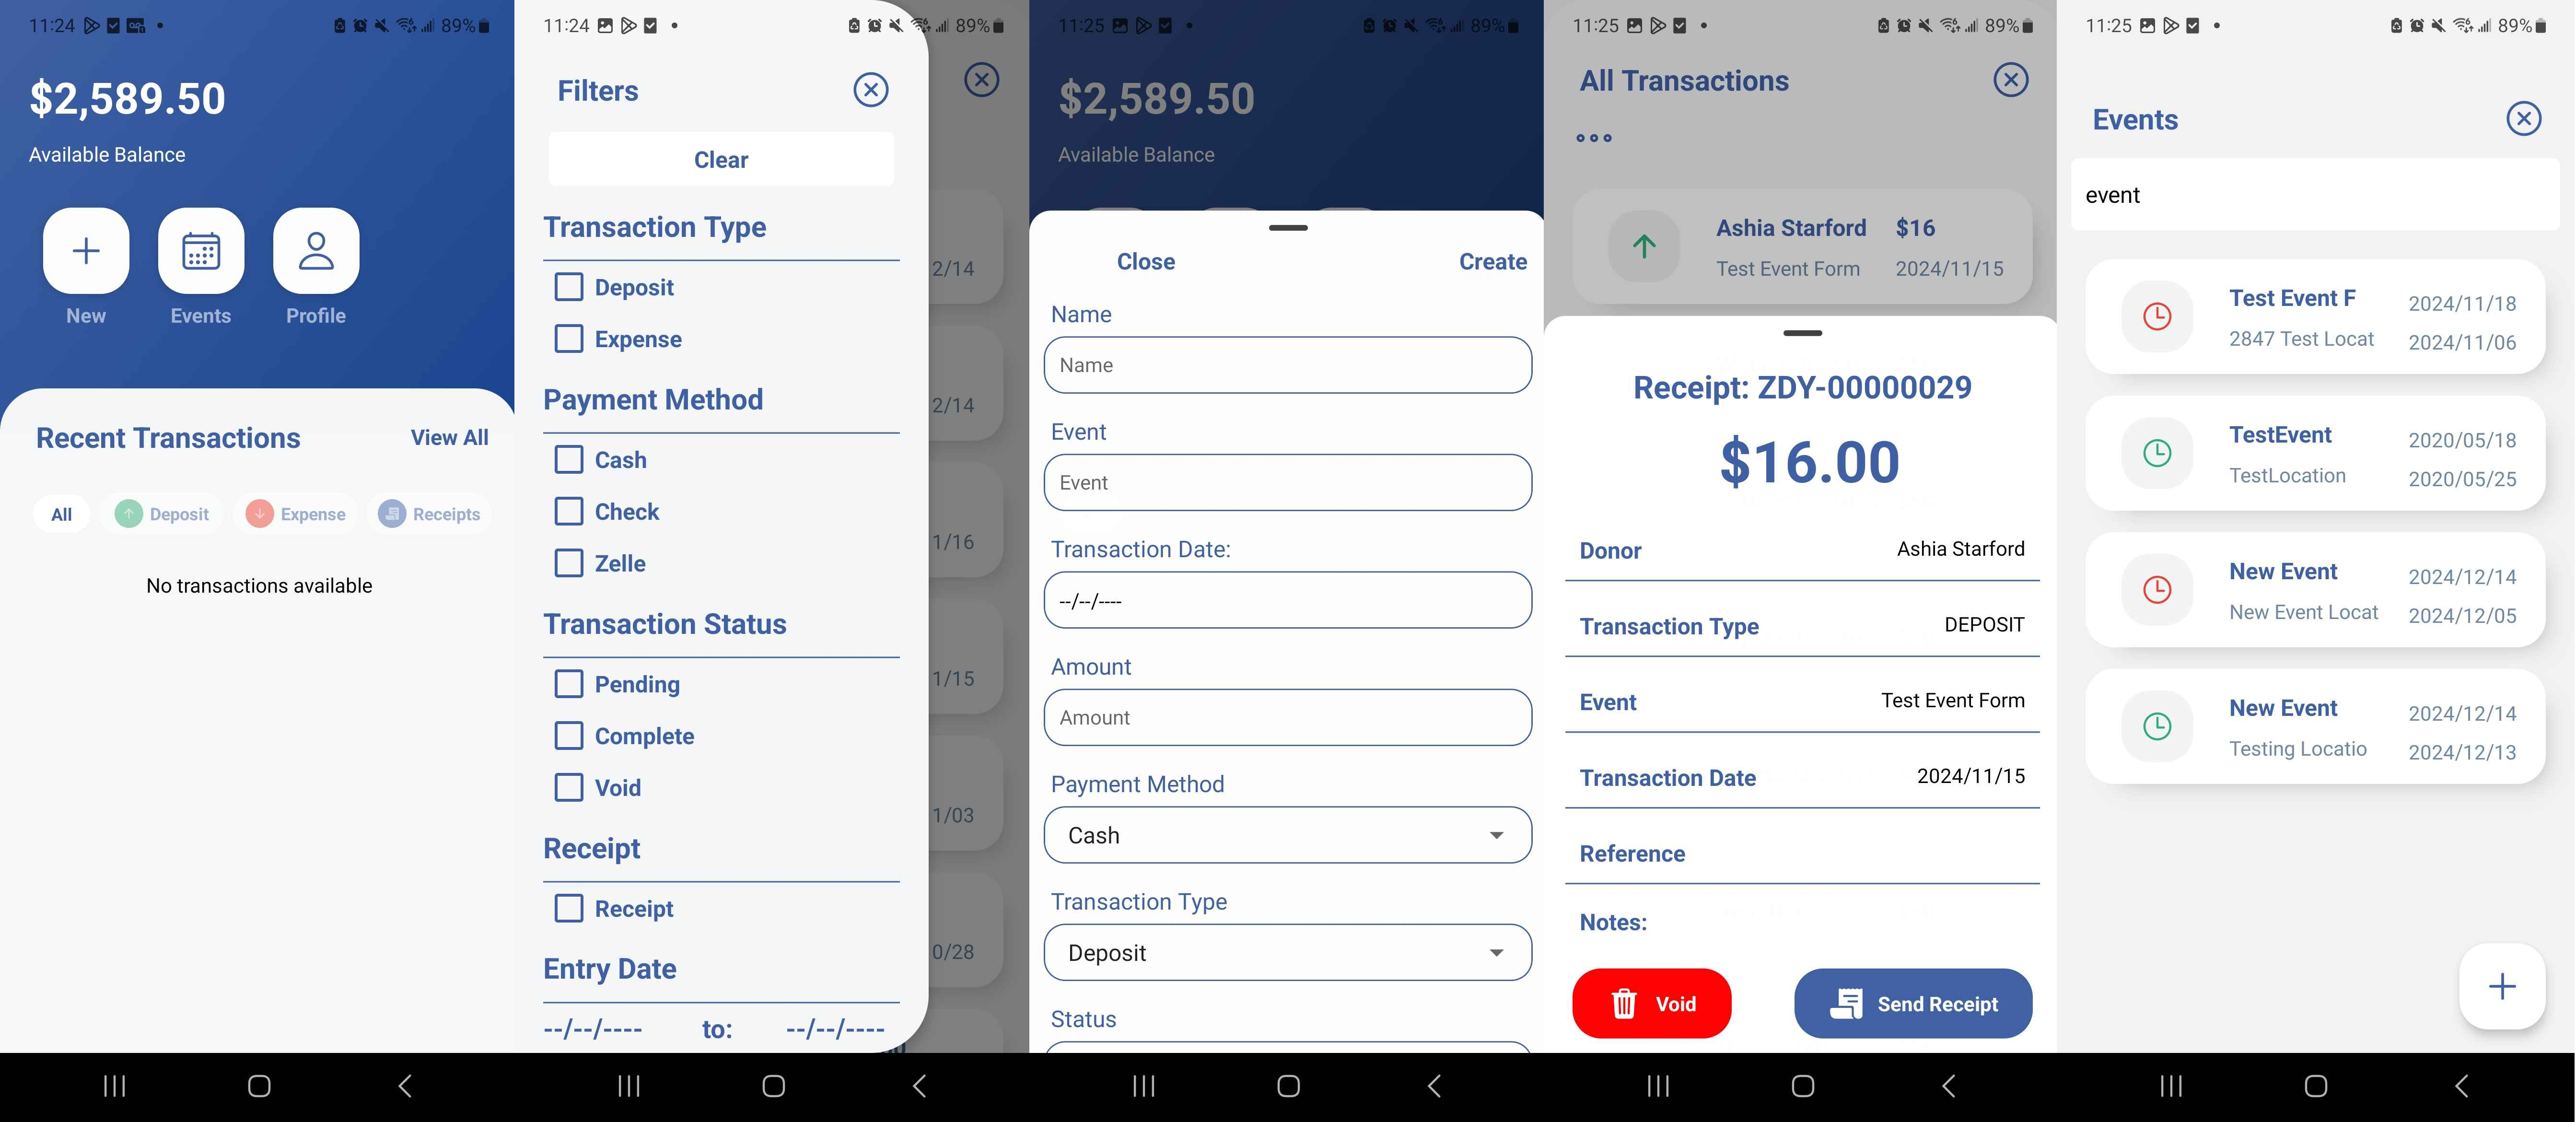 11:24
89%
$2,589.50
Available Balance
New
Events
Profile
Recent Transactions
View All
All
Deposit
Expense
Receipts
No transactions available
11:24
89%
Filters
Clear
Transaction Type
Deposit
Expense
Payment Method
Cash
Check
Zelle
Transaction Status
Pending
Complete
Void
Receipt
Receipt
Entry Date
--/--/----
to:
--/--/----
2/14
2/14
1/16
1/15
1/03
0/28
11:25
89%
$2,589.50
Available Balance
Close
Create
Name
Name
Event
Event
Transaction Date:
--/--/----
Amount
Amount
Payment Method
Cash
Transaction Type
Deposit
Status
11:25
89%
All Transactions
Ashia Starford
$16
Test Event Form
2024/11/15
Receipt: ZDY-00000029
$16.00
Donor
Ashia Starford
Transaction Type
DEPOSIT
Event
Test Event Form
Transaction Date
2024/11/15
Reference
Notes:
Void
Send Receipt
11:25
89%
Events
event
Test Event F
2024/11/18
2847 Test Locat
2024/11/06
TestEvent
2020/05/18
TestLocation
2020/05/25
New Event
2024/12/14
New Event Locat
2024/12/05
New Event
2024/12/14
Testing Locatio
2024/12/13